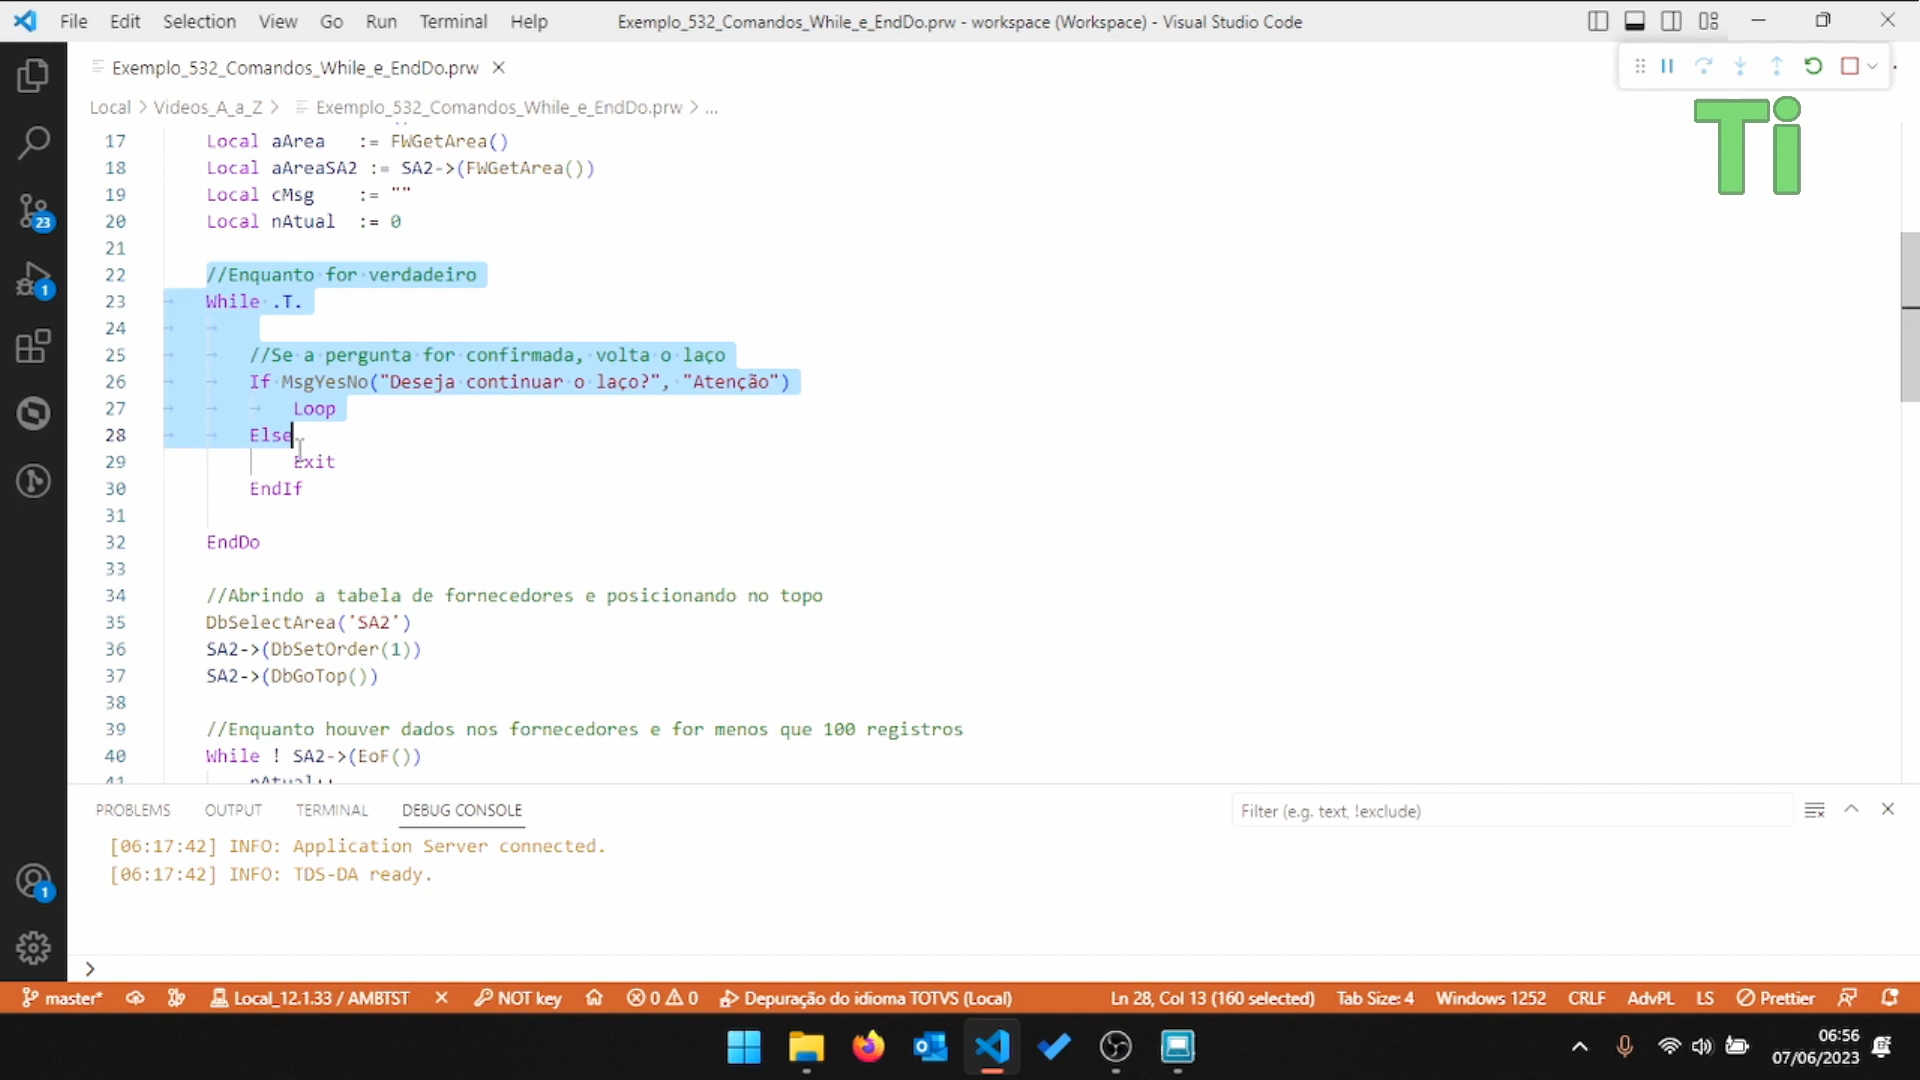 File Edit Selection View Go Run Terminal Help
Exemplo_532_Comandos_While_e_EndDo.prw - workspace (Workspace) - Visual Studio Code
Exemplo_532_Comandos_While_e_EndDo.prw
Local > Videos_A_a_Z > Exemplo_532_Comandos_While_e_EndDo.prw > ...
Ti
17 Local aArea := FWGetArea()
18 Local aAreaSA2 := SA2->(FWGetArea())
19 Local cMsg := ""
20 Local nAtual := 0
21
22 //Enquanto for verdadeiro
23 While .T.
24
25 //Se a pergunta for confirmada, volta o laço
26 If MsgYesNo("Deseja continuar o laço?", "Atenção")
27 Loop
28 Else
29 Exit
30 EndIf
31
32 EndDo
33
34 //Abrindo a tabela de fornecedores e posicionando no topo
35 DbSelectArea('SA2')
36 SA2->(DbSetOrder(1))
37 SA2->(DbGoTop())
38
39 //Enquanto houver dados nos fornecedores e for menos que 100 registros
40 While ! SA2->(EoF())
41 nAtual++
23
1
1
PROBLEMS OUTPUT TERMINAL DEBUG CONSOLE
Filter (e.g. text, !exclude)
[06:17:42] INFO: Application Server connected.
[06:17:42] INFO: TDS-DA ready.
master* Local_12.1.33 / AMBTST NOT key 0 0 Depuração do idioma TOTVS (Local) Ln 28, Col 13 (160 selected) Tab Size: 4 Windows 1252 CRLF AdvPL LS Prettier
06:56
07/06/2023